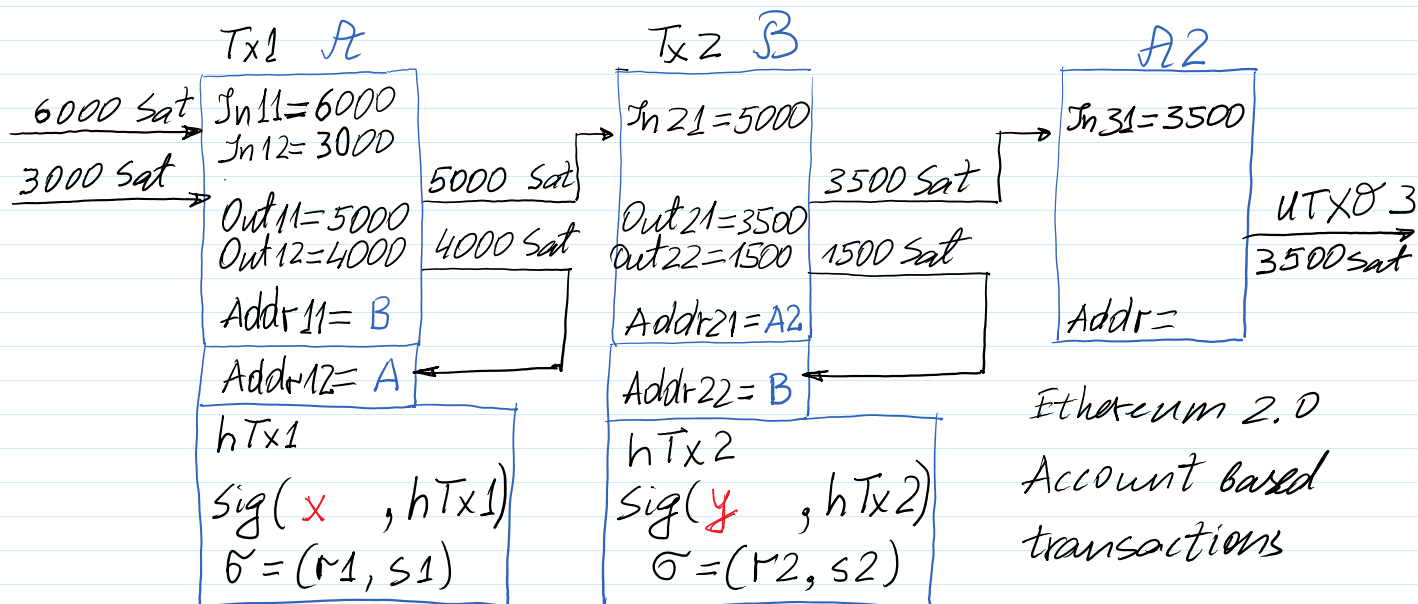 Tx1 A
6000 Sat
3000 Sat
In11=6000
In12=3000
Out11=5000
Out12=4000
Addr11= B
Addr12= A
hTx1
Sig( x , hTx1)
σ=(r1, s1)
5000 Sat
4000 Sat
Tx2 B
In21=5000
Out21=3500
Out22=1500
Addr21=A2
Addr22= B
hTx2
Sig(y , hTx2)
σ=(r2, s2)
3500 Sat
1500 Sat
A2
In31=3500
Addr=
UTXO 3
3500 sat
Ethereum 2.0
Account based
transactions